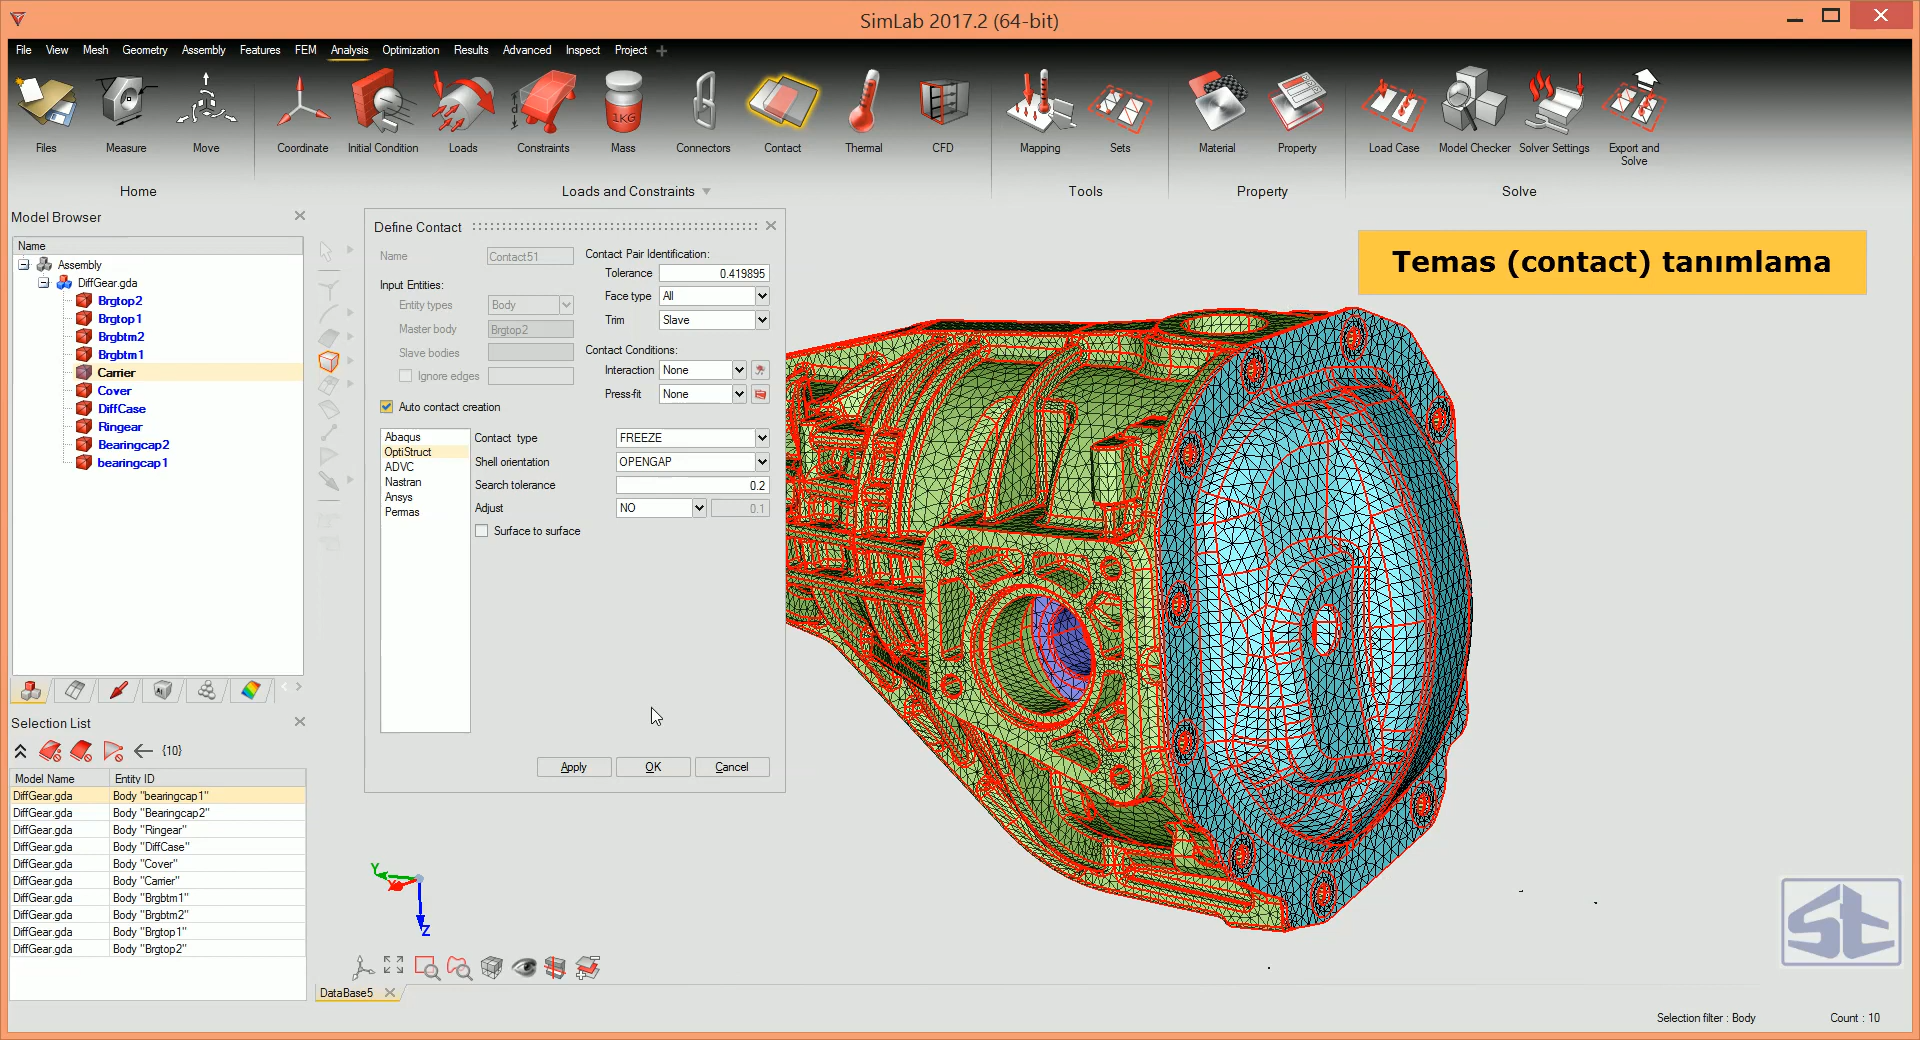 SimLab 2017.2 (64-bit)
File View Mesh Geometry Assembly Features FEM Analysis Optimization Results Advanced Inspect Project
Files Measure Move Coordinate Initial Condition Loads Constraints Mass Connectors Contact Thermal CFD Mapping Sets Material Property Load Case Model Checker Solver Settings Export and Solve
1KG
Home Loads and Constraints Tools Property Solve
Model Browser
Name
Assembly
DiffGear.gda
Brgtop2
Brgtop1
Brgbtm2
Brgbtm1
Carrier
Cover
DiffCase
Ringear
Bearingcap2
bearingcap1
Selection List
{10}
Model Name Entity ID
DiffGear.gda Body "bearingcap1"
DiffGear.gda Body "Bearingcap2"
DiffGear.gda Body "Ringear"
DiffGear.gda Body "DiffCase"
DiffGear.gda Body "Cover"
DiffGear.gda Body "Carrier"
DiffGear.gda Body "Brgbtm1"
DiffGear.gda Body "Brgbtm2"
DiffGear.gda Body "Brgtop1"
DiffGear.gda Body "Brgtop2"
Define Contact
Name Contact51
Input Entities:
Entity types Body
Master body Brgtop2
Slave bodies
Ignore edges
Contact Pair Identification:
Tolerance 0.419895
Face type All
Trim Slave
Contact Conditions:
Interaction None
Press-fit None
Auto contact creation
Abaqus
OptiStruct
ADVC
Nastran
Ansys
Permas
Contact type FREEZE
Shell orientation OPENGAP
Search tolerance 0.2
Adjust NO 0.1
Surface to surface
Apply OK Cancel
Temas (contact) tanımlama
Y
X
Z
DataBase5
Selection filter : Body Count : 10